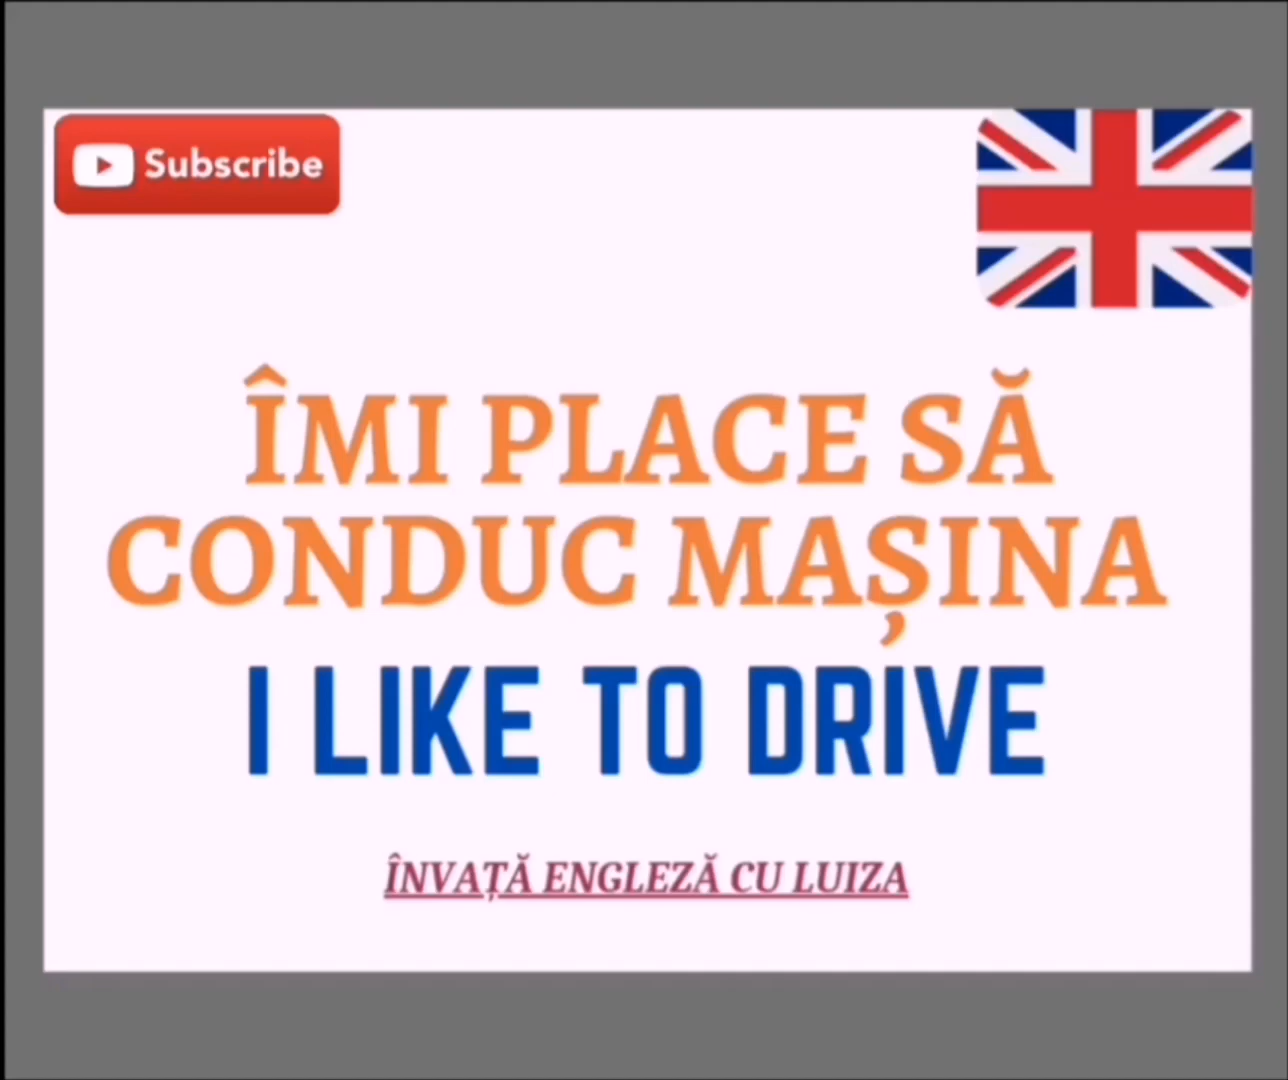 Subscribe
ÎMI PLACE SĂ
CONDUC MAȘINA
I LIKE TO DRIVE
ÎNVAȚĂ ENGLEZĂ CU LUIZA